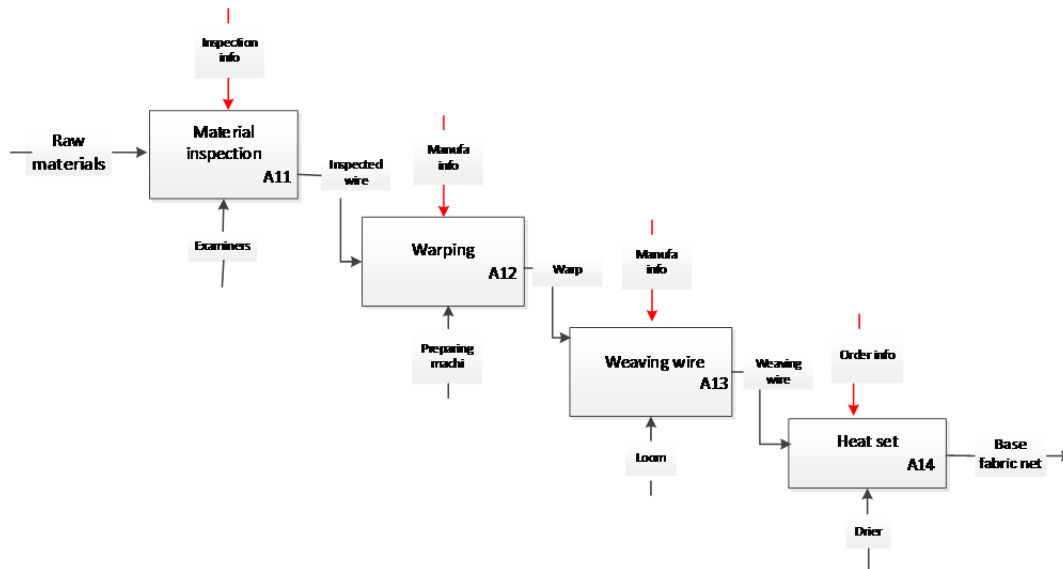 Inspection
info
Raw
materials
Material
inspection
A11
Inspected
wire
Examiners
Manufa
info
Warping
A12
Warp
Preparing
machi
Manufa
info
Weaving wire
A13
Weaving
wire
Loom
Order info
Heat set
A14
Base
fabric net
Drier